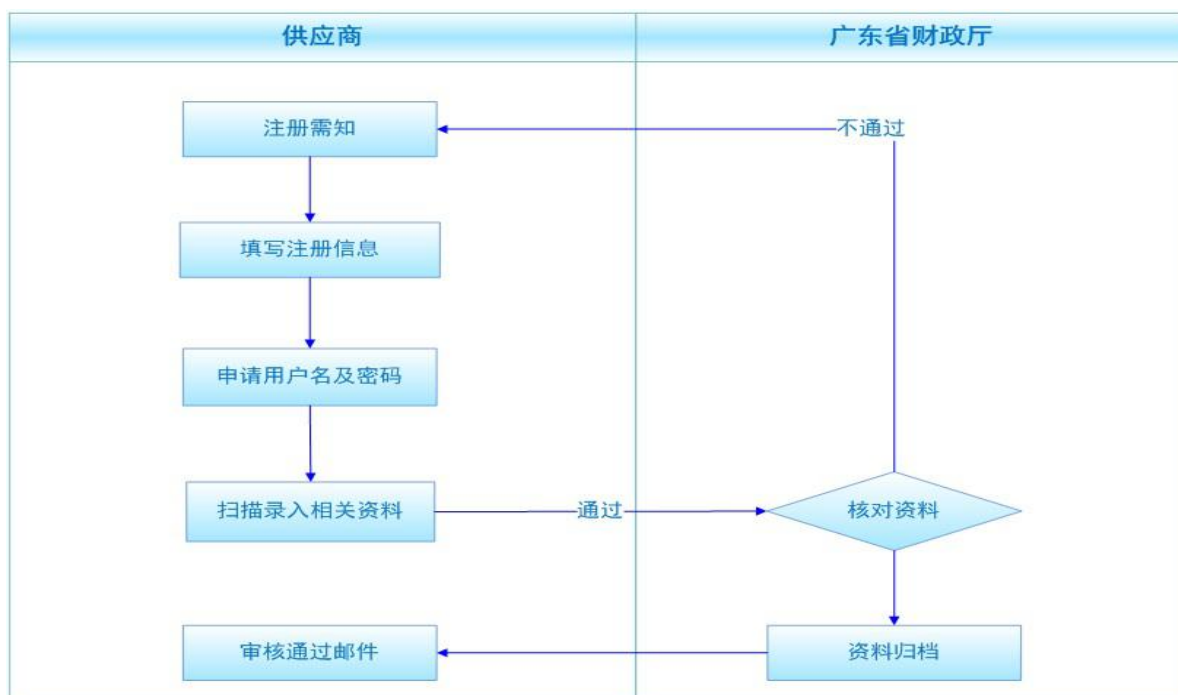 供应商
广东省财政厅
注册需知
不通过
填写注册信息
申请用户名及密码
扫描录入相关资料
通过
核对资料
审核通过邮件
资料归档